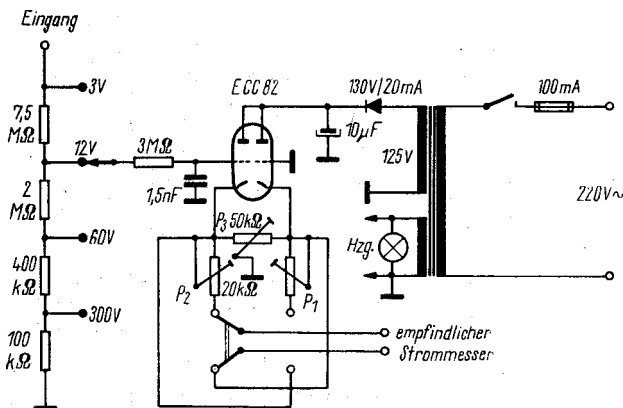 Eingang
3V
7,5
MΩ
12V
3MΩ
1,5nF
2
MΩ
60V
400
kΩ
300V
100
kΩ
ECC 82
130V/20mA
10µF
125V
100mA
220V~
Hzg.
P₃ 50kΩ
P₂
20kΩ
P₁
empfindlicher
Strommesser